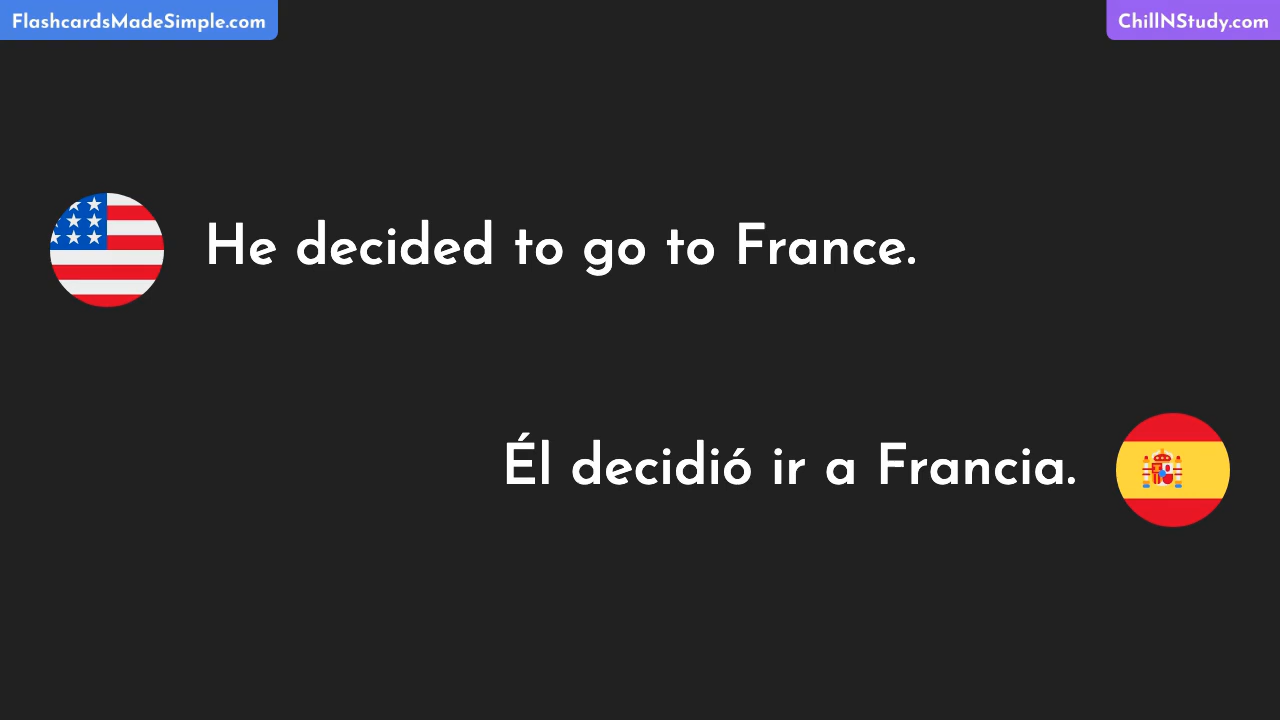 FlashcardsMadeSimple.com
ChillNStudy.com
He decided to go to France.
Él decidió ir a Francia.